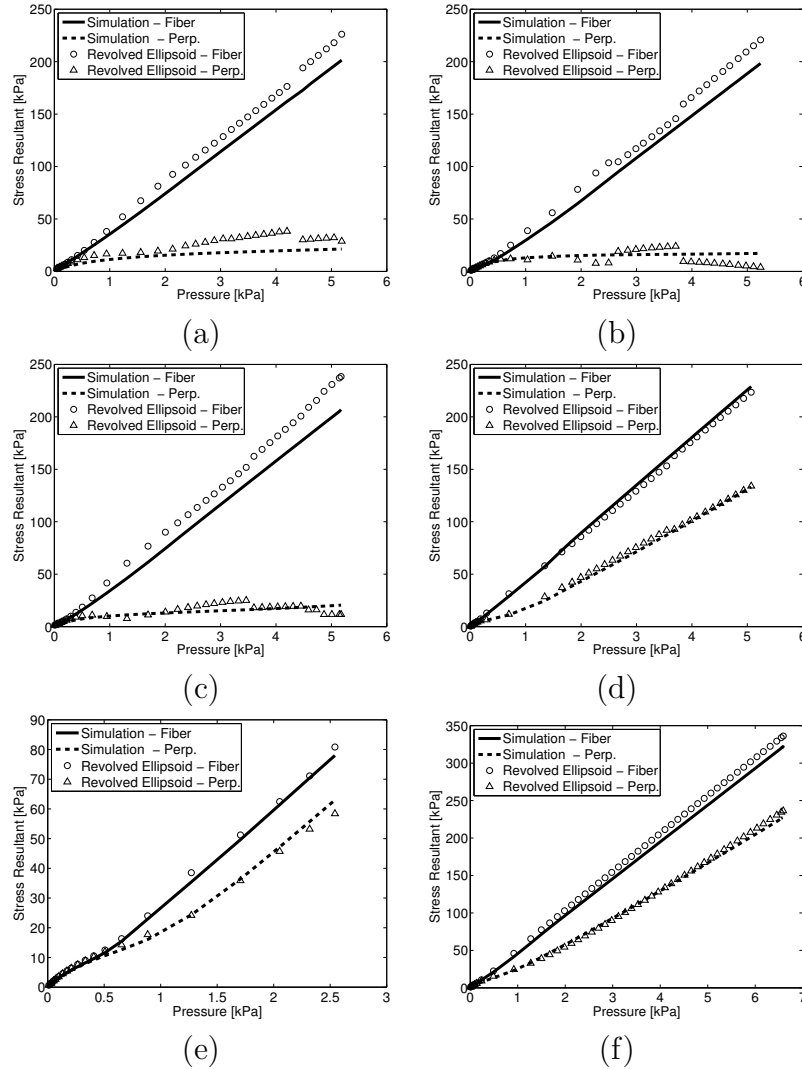 Simulation – Fiber
Simulation – Perp.
Revolved Ellipsoid – Fiber
Revolved Ellipsoid – Perp.
Stress Resultant [kPa]
250
200
150
100
50
0
0 1 2 3 4 5 6
Pressure [kPa]
(a)
Simulation – Fiber
Simulation – Perp.
Revolved Ellipsoid – Fiber
Revolved Ellipsoid – Perp.
Stress Resultant [kPa]
250
200
150
100
50
0
0 1 2 3 4 5 6
Pressure [kPa]
(b)
Simulation – Fiber
Simulation – Perp.
Revolved Ellipsoid – Fiber
Revolved Ellipsoid – Perp.
Stress Resultant [kPa]
250
200
150
100
50
0
0 1 2 3 4 5 6
Pressure [kPa]
(c)
Simulation – Fiber
Simulation – Perp.
Revolved Ellipsoid – Fiber
Revolved Ellipsoid – Perp.
Stress Resultant [kPa]
250
200
150
100
50
0
0 1 2 3 4 5 6
Pressure [kPa]
(d)
Simulation – Fiber
Simulation – Perp.
Revolved Ellipsoid – Fiber
Revolved Ellipsoid – Perp.
Stress Resultant [kPa]
90
80
70
60
50
40
30
20
10
0
0 0.5 1 1.5 2 2.5 3
Pressure [kPa]
(e)
Simulation – Fiber
Simulation – Perp.
Revolved Ellipsoid – Fiber
Revolved Ellipsoid – Perp.
Stress Resultant [kPa]
350
300
250
200
150
100
50
0
0 1 2 3 4 5 6 7
Pressure [kPa]
(f)